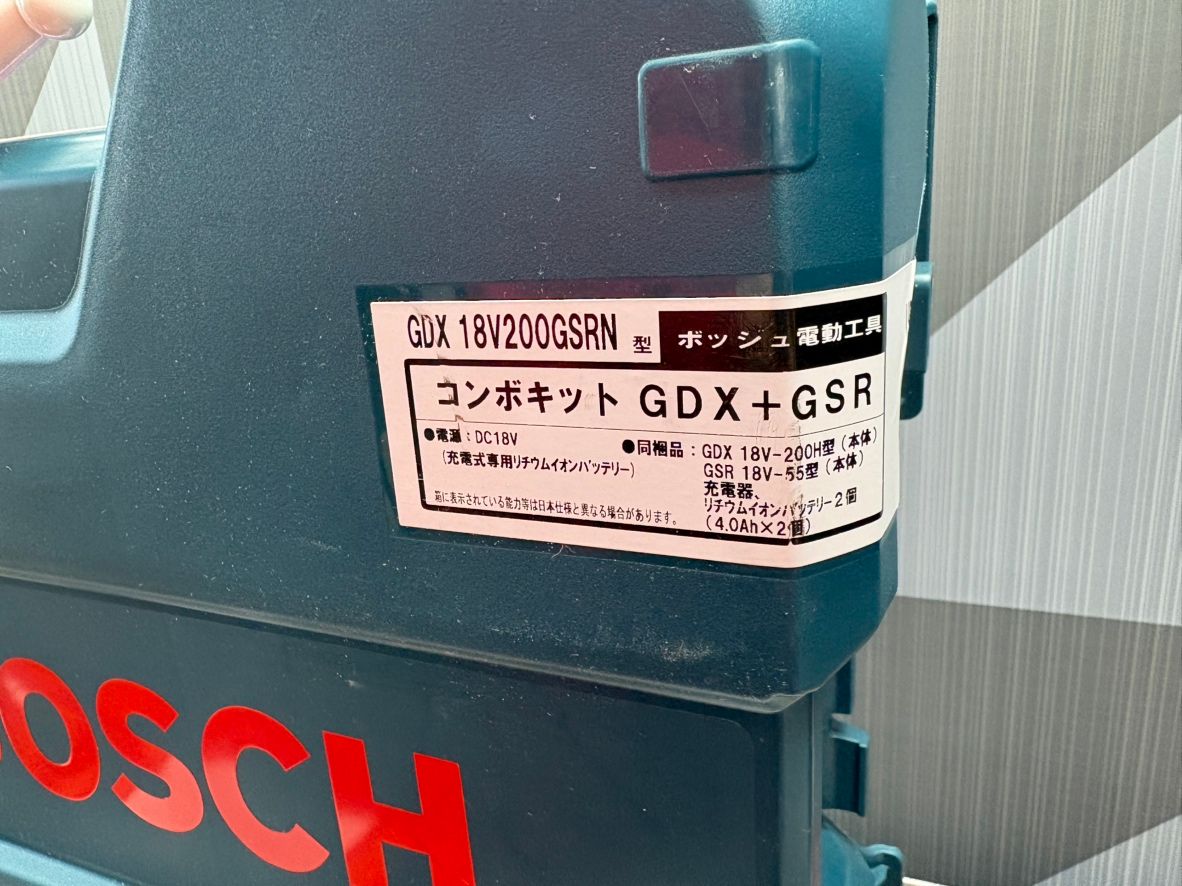 GDX 18V200GSRN 型
ボッシュ電動工具
コンボキット GDX+GSR
●電源:DC18V
(充電式専用リチウムイオンバッテリー)
●同梱品:GDX 18V-200H型(本体)
GSR 18V-55型(本体)
充電器、
リチウムイオンバッテリー2個
(4.0Ah×2個)
箱に表示されている能力等は日本仕様と異なる場合があります。
BOSCH